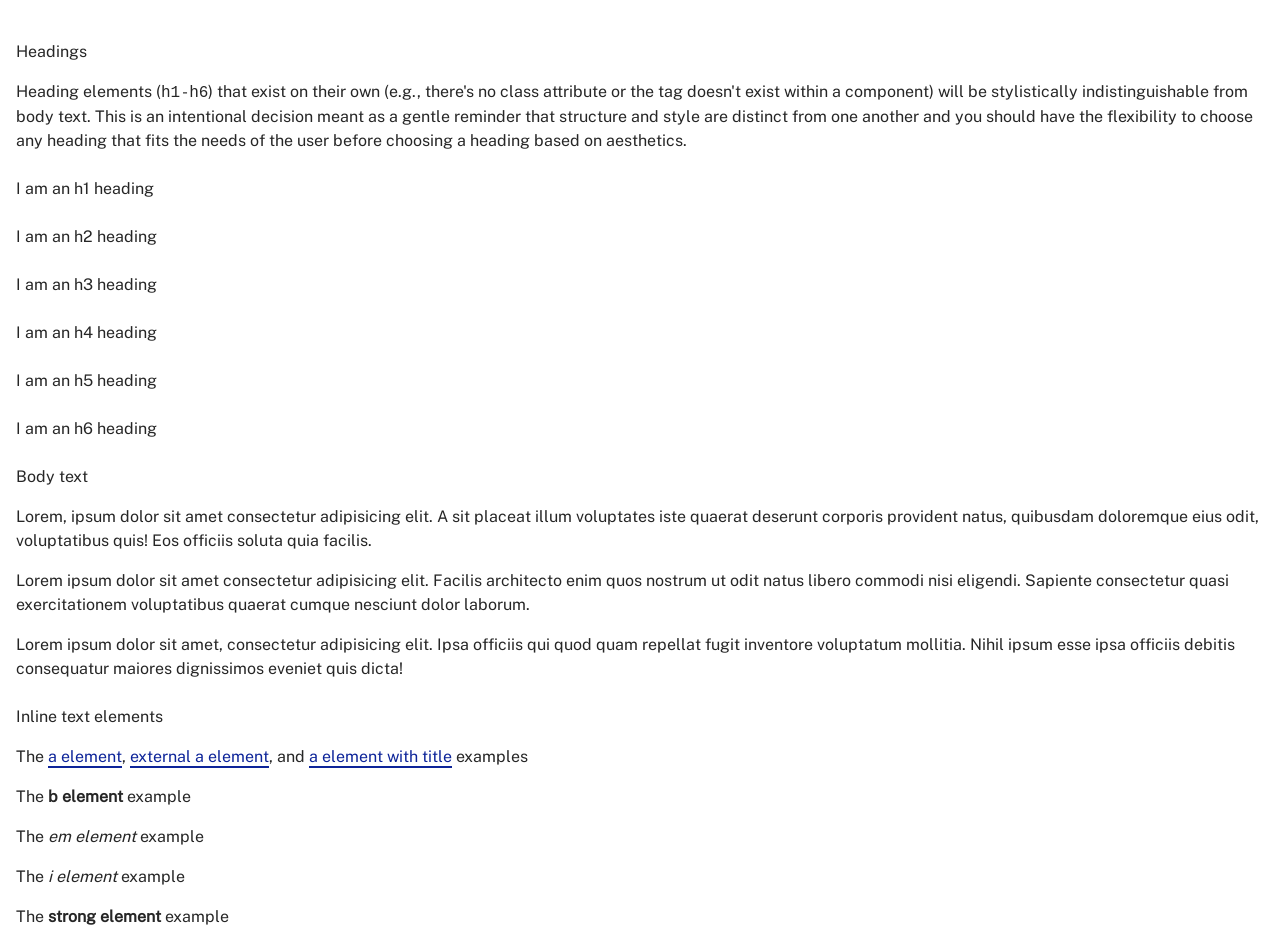 Headings
Heading elements (h1-h6) that exist on their own (e.g., there's no class attribute or the tag doesn't exist within a component) will be stylistically indistinguishable from
body text. This is an intentional decision meant as a gentle reminder that structure and style are distinct from one another and you should have the flexibility to choose
any heading that fits the needs of the user before choosing a heading based on aesthetics.
I am an h1 heading
I am an h2 heading
I am an h3 heading
I am an h4 heading
I am an h5 heading
I am an h6 heading
Body text
Lorem, ipsum dolor sit amet consectetur adipisicing elit. A sit placeat illum voluptates iste quaerat deserunt corporis provident natus, quibusdam doloremque eius odit,
voluptatibus quis! Eos officiis soluta quia facilis.
Lorem ipsum dolor sit amet consectetur adipisicing elit. Facilis architecto enim quos nostrum ut odit natus libero commodi nisi eligendi. Sapiente consectetur quasi
exercitationem voluptatibus quaerat cumque nesciunt dolor laborum.
Lorem ipsum dolor sit amet, consectetur adipisicing elit. Ipsa officiis qui quod quam repellat fugit inventore voluptatum mollitia. Nihil ipsum esse ipsa officiis debitis
consequatur maiores dignissimos eveniet quis dicta!
Inline text elements
The a element, external a element, and a element with title examples
The b element example
The em element example
The i element example
The strong element example